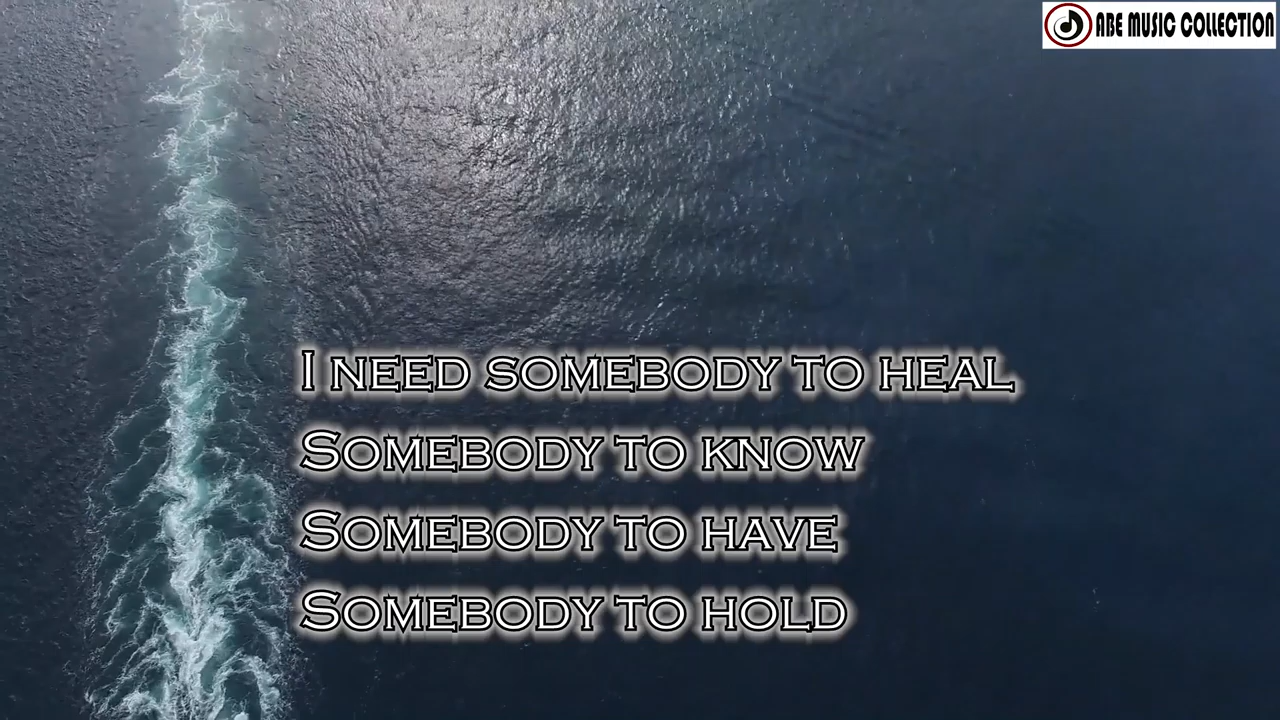 ABE MUSIC COLLECTION
I NEED SOMEBODY TO HEAL
SOMEBODY TO KNOW
SOMEBODY TO HAVE
SOMEBODY TO HOLD